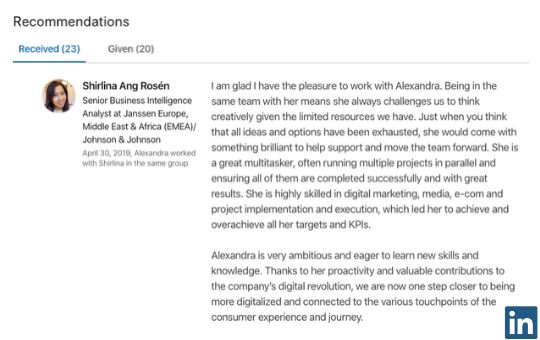 Recommendations
Received (23) Given (20)
Shirlina Ang Rosén
Senior Business Intelligence
Analyst at Janssen Europe,
Middle East & Africa (EMEA)/
Johnson & Johnson
April 30, 2019, Alexandra worked
with Shirlina in the same group
I am glad I have the pleasure to work with Alexandra. Being in the
same team with her means she always challenges us to think
creatively given the limited resources we have. Just when you think
that all ideas and options have been exhausted, she would come with
something brilliant to help support and move the team forward. She is
a great multitasker, often running multiple projects in parallel and
ensuring all of them are completed successfully and with great
results. She is highly skilled in digital marketing, media, e-com and
project implementation and execution, which led her to achieve and
overachieve all her targets and KPIs.
Alexandra is very ambitious and eager to learn new skills and
knowledge. Thanks to her proactivity and valuable contributions to
the company's digital revolution, we are now one step closer to being
more digitalized and connected to the various touchpoints of the
consumer experience and journey.
in